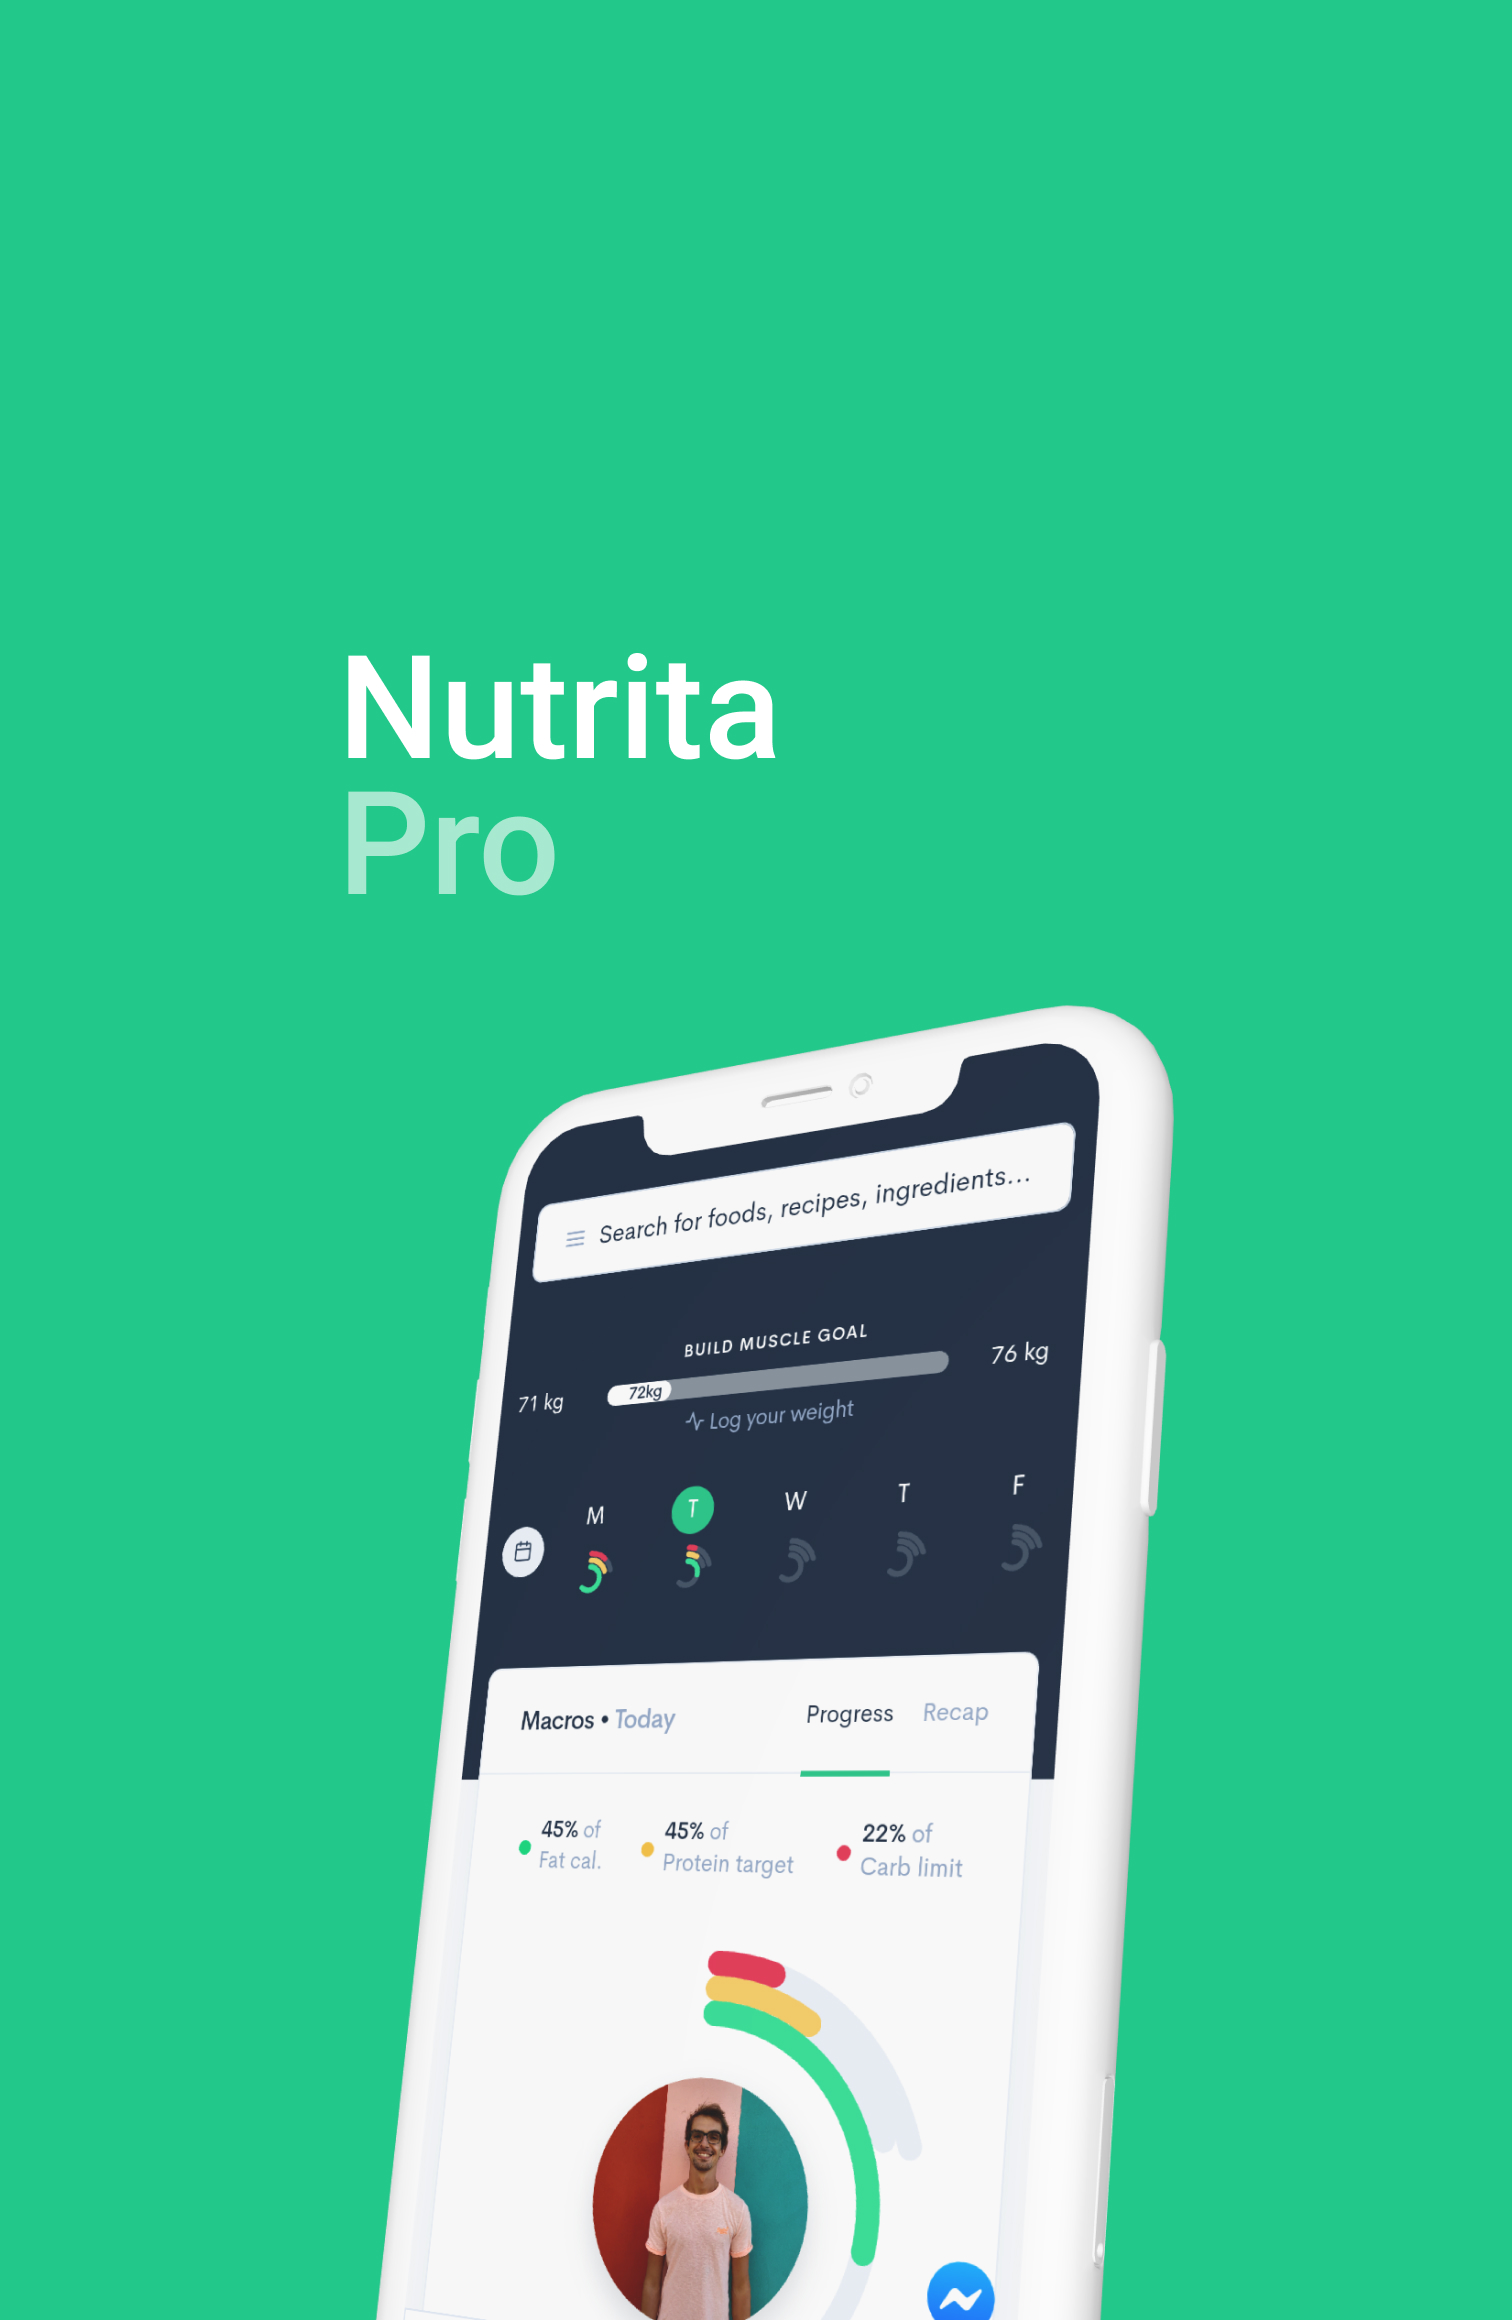 Nutrita
Pro
Search for foods, recipes, ingredients...
BUILD MUSCLE GOAL
71 kg
72kg
76 kg
Log your weight
M T W T F
Macros • Today
Progress Recap
45% of
Fat cal.
45% of
Protein target
22% of
Carb limit